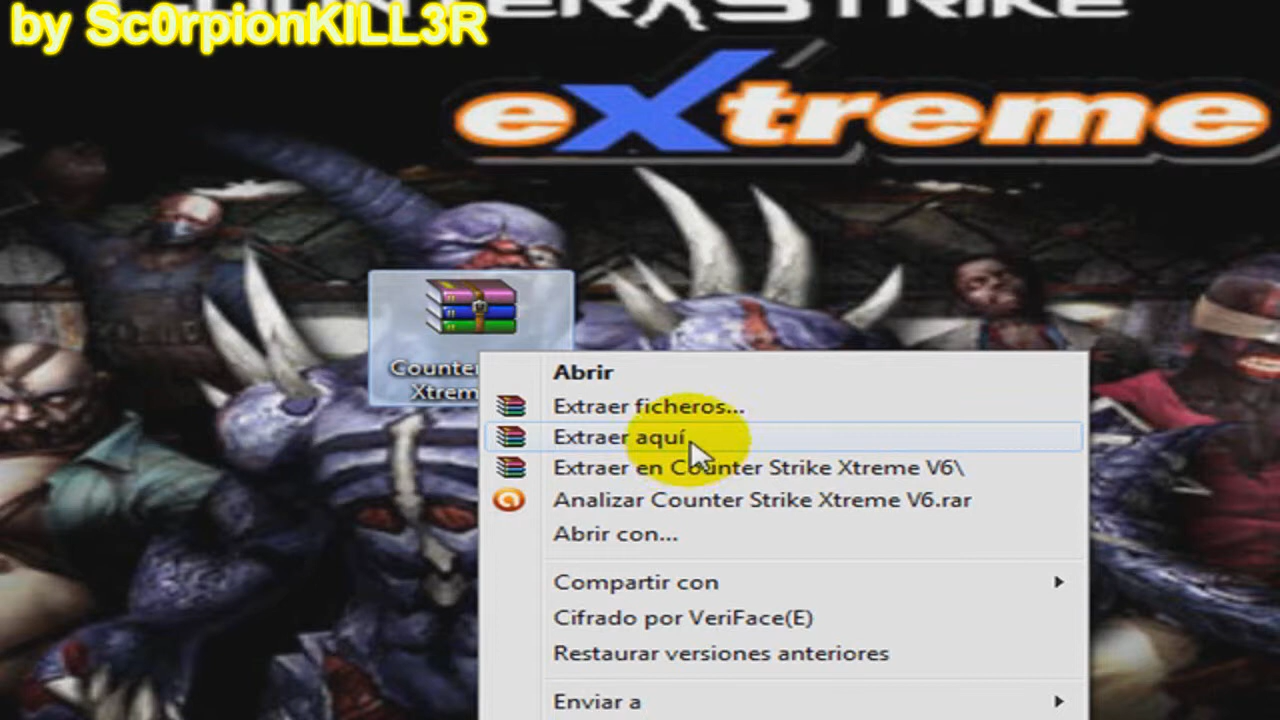 by Sc0rpionKILL3R
STRIKE
eXtreme
Counter
Xtrem
Abrir
Extraer ficheros...
Extraer aquí
Extraer en Counter Strike Xtreme V6\
Analizar Counter Strike Xtreme V6.rar
Abrir con...
Compartir con
Cifrado por VeriFace(E)
Restaurar versiones anteriores
Enviar a